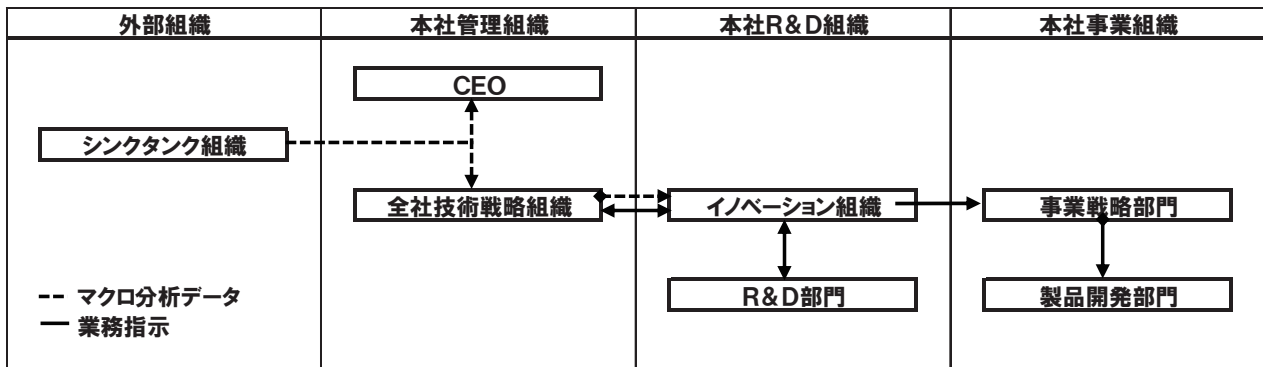 外部組織
本社管理組織
本社R&D組織
本社事業組織
CEO
シンクタンク組織
全社技術戦略組織
イノベーション組織
事業戦略部門
R&D部門
製品開発部門
マクロ分析データ
業務指示